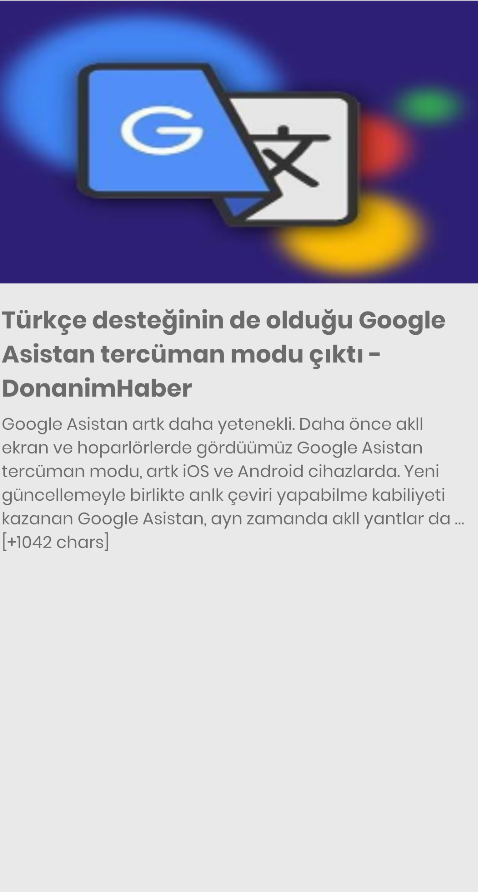 G
文
Türkçe desteğinin de olduğu Google
Asistan tercüman modu çıktı -
DonanimHaber
Google Asistan artk daha yetenekli. Daha önce akll
ekran ve hoparlörlerde gördüümüz Google Asistan
tercüman modu, artk iOS ve Android cihazlarda. Yeni
güncellemeyle birlikte anlk çeviri yapabilme kabiliyeti
kazanan Google Asistan, ayn zamanda akll yantlar da ...
[+1042 chars]